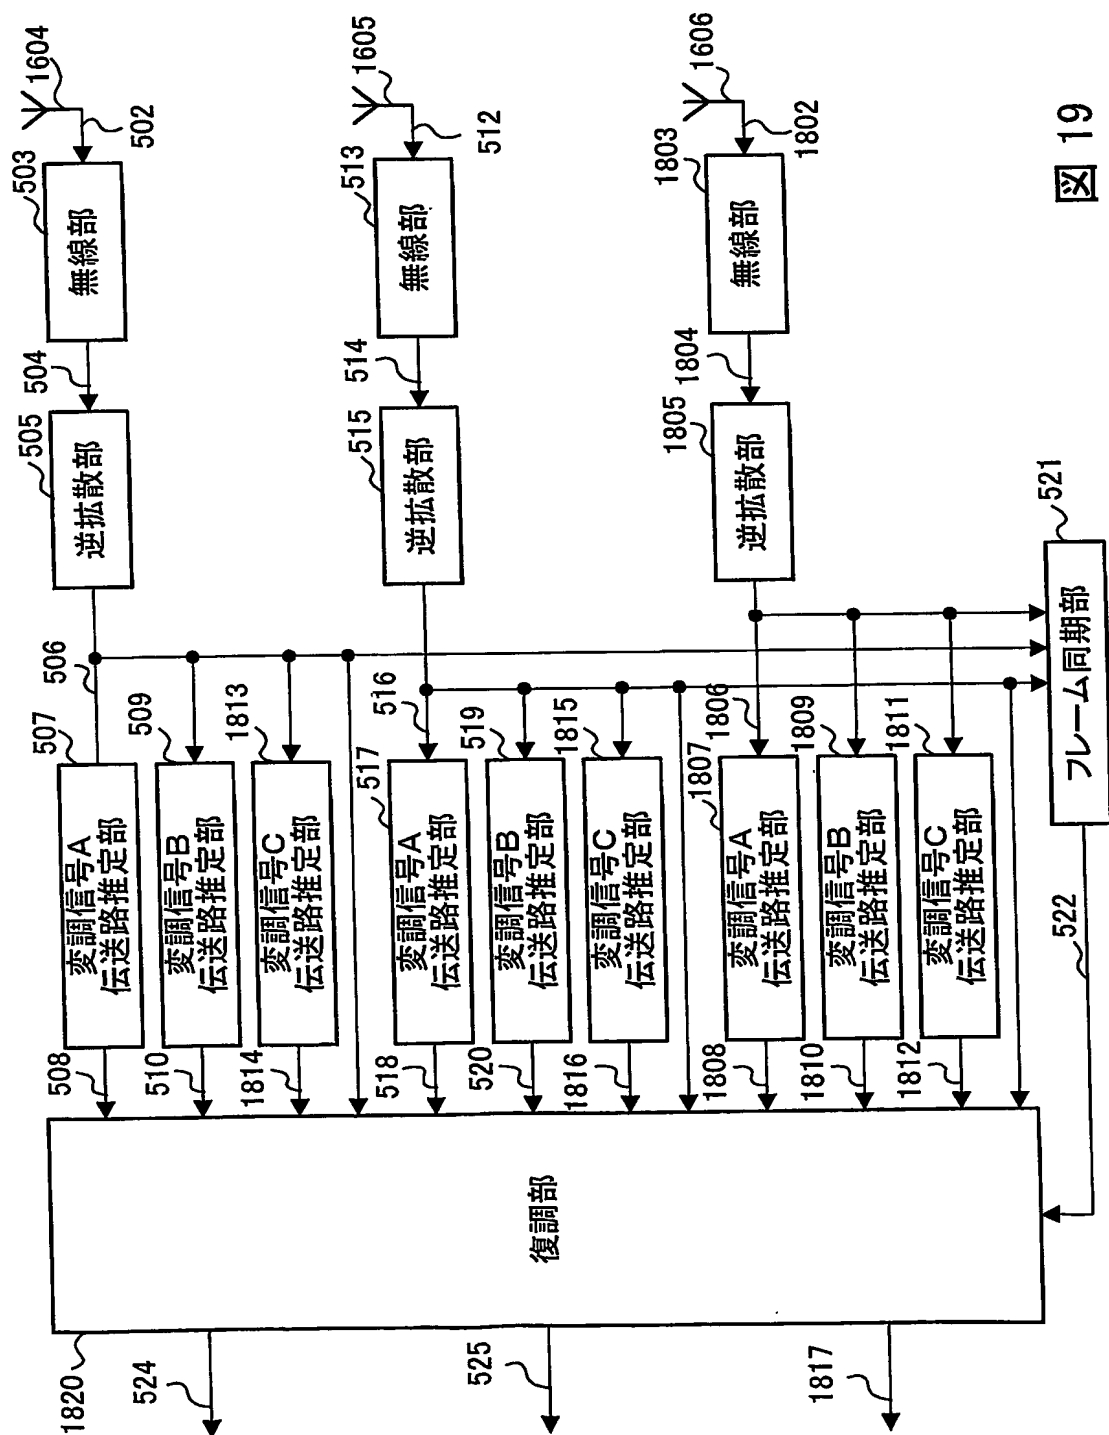 1820
508
507
506
505
504
503
1604
変調信号A
伝送路推定部
逆拡散部
無線部
502
524
510
509
変調信号B
伝送路推定部
1814
1813
変調信号C
伝送路推定部
517
516
515
514
513
1605
518
変調信号A
伝送路推定部
逆拡散部
無線部
512
525
復調部
520
519
変調信号B
伝送路推定部
1816
1815
変調信号C
伝送路推定部
1807
1806
1805
1804
1803
1606
1808
変調信号A
伝送路推定部
逆拡散部
無線部
1802
1817
1810
1809
変調信号B
伝送路推定部
1812
1811
変調信号C
伝送路推定部
521
522
フレーム同期部
図 19